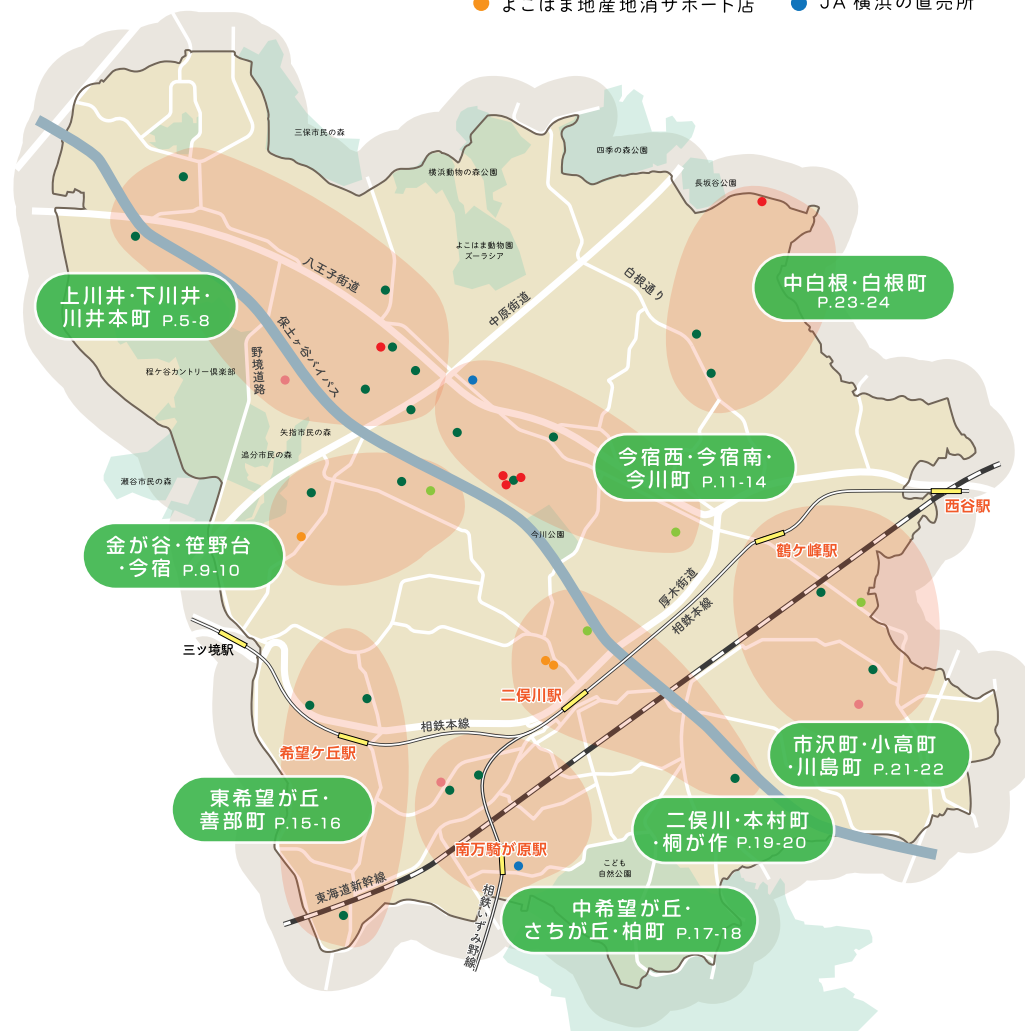 よこはま地産地消サポート店
JA横浜の直売所
三保市民の森
四季の森公園
横浜動物の森公園
長坂谷公園
よこはま動物園
ズーラシア
八王子街道
白根通り
中白根・白根町
P.23-24
上川井・下川井・
川井本町 P.5-8
中原街道
保土ヶ谷バイパス
野境道路
程ケ谷カントリー倶楽部
矢指市民の森
追分市民の森
瀬谷市民の森
今宿西・今宿南・
今川町 P.11-14
西谷駅
金が谷・笹野台
・今宿 P.9-10
今川公園
鶴ケ峰駅
厚木街道
相鉄本線
三ツ境駅
二俣川駅
相鉄本線
希望ケ丘駅
市沢町・小高町
・川島町 P.21-22
東希望が丘・
善部町 P.15-16
二俣川・本村町
・桐が作 P.19-20
南万騎が原駅
こども
自然公園
東海道新幹線
相鉄いずみ野線
中希望が丘・
さちが丘・柏町 P.17-18